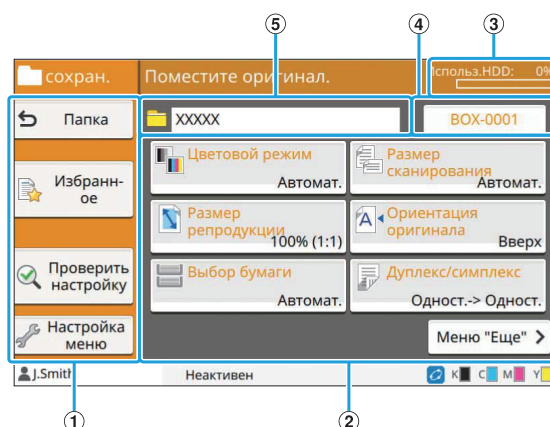 5
4
3
сохран.
Поместите оригинал.
Использ.HDD: 0%
Папка
XXXXX
BOX-0001
Избранн-
ое
Проверить
настройку
Настройка
меню
Цветовой режим
Автомат.
Размер
сканирования
Автомат.
Размер
репродукции
100% (1:1)
Ориентация
оригинала
Вверх
Выбор бумаги
Автомат.
Дуплекс/симплекс
Одност.-> Одност.
Меню "Еще"
J.Smith
Неактивен
K C M Y
1
2